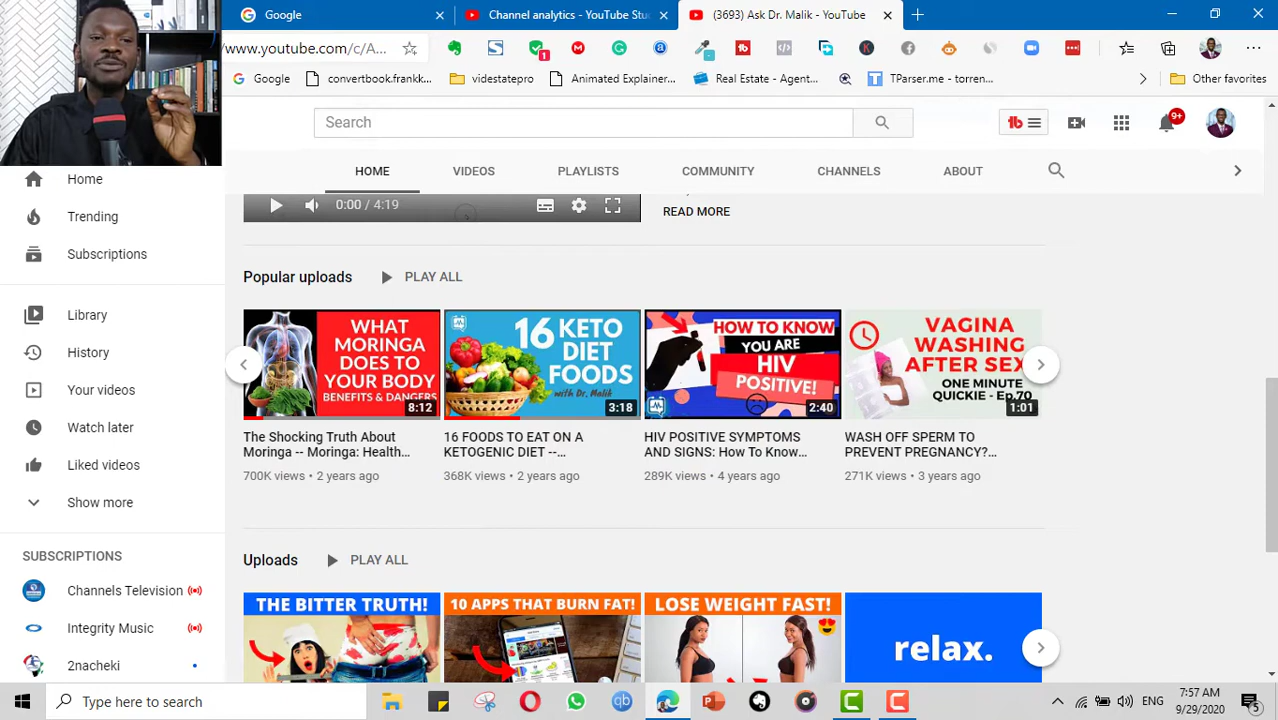 Google
Channel analytics - YouTube Stu
(3693) Ask Dr. Malik - YouTube
www.youtube.com/c/A...
1
Google
convertbook.frankk...
videstatepro
Animated Explainer...
Real Estate - Agent...
TParser.me - torren...
Other favorites
Search
9+
HOME
VIDEOS
PLAYLISTS
COMMUNITY
CHANNELS
ABOUT
Home
Trending
Subscriptions
Library
History
Your videos
Watch later
Liked videos
Show more
SUBSCRIPTIONS
Channels Television
Integrity Music
2nacheki
0:00 / 4:19
READ MORE
Popular uploads
PLAY ALL
WHAT
MORINGA
DOES TO
YOUR BODY
BENEFITS & DANGERS
8:12
The Shocking Truth About
Moringa -- Moringa: Health...
700K views • 2 years ago
16 KETO
DIET
FOODS
with Dr. Malik
3:18
16 FOODS TO EAT ON A
KETOGENIC DIET --...
368K views • 2 years ago
HOW TO KNOW
YOU ARE
HIV
POSITIVE!
2:40
HIV POSITIVE SYMPTOMS
AND SIGNS: How To Know...
289K views • 4 years ago
VAGINA
WASHING
AFTER SEX
ONE MINUTE
QUICKIE - Ep.70
1:01
WASH OFF SPERM TO
PREVENT PREGNANCY?...
271K views • 3 years ago
Uploads
PLAY ALL
THE BITTER TRUTH!
10 APPS THAT BURN FAT!
LOSE WEIGHT FAST!
relax.
Type here to search
ENG
7:57 AM
9/29/2020
5